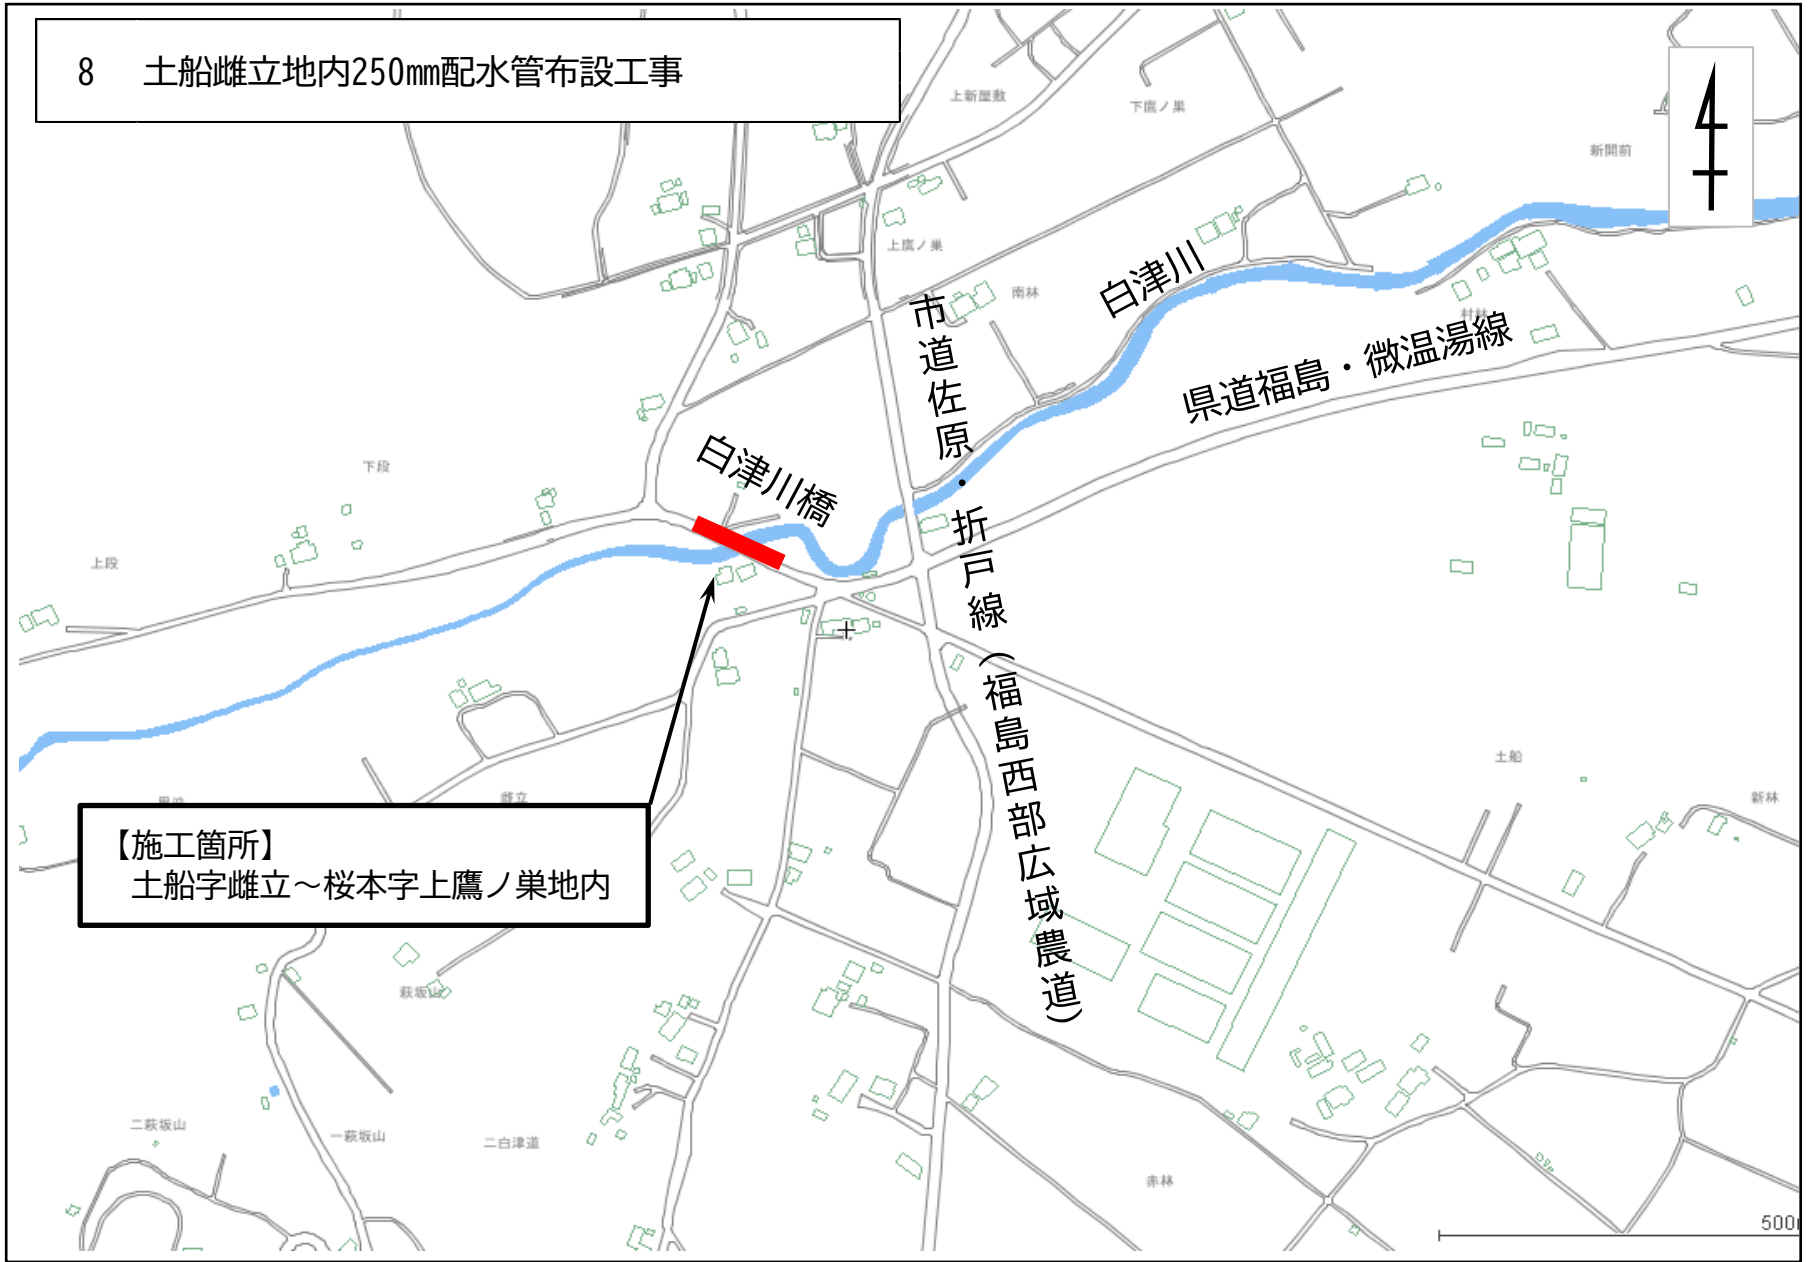 8 土船雌立地内250㎜配水管布設工事
上新屋敷
下鷹ノ巣
新開前
上鷹ノ巣
南林
白津川
村林
市道佐原・折戸線(福島西部広域農道)
県道福島・微温湯線
白津川橋
下段
上段
土船
新林
雌立
【施工箇所】
土船字雌立～桜本字上鷹ノ巣地内
萩坂山
二萩坂山
一萩坂山
二白津道
赤林
500